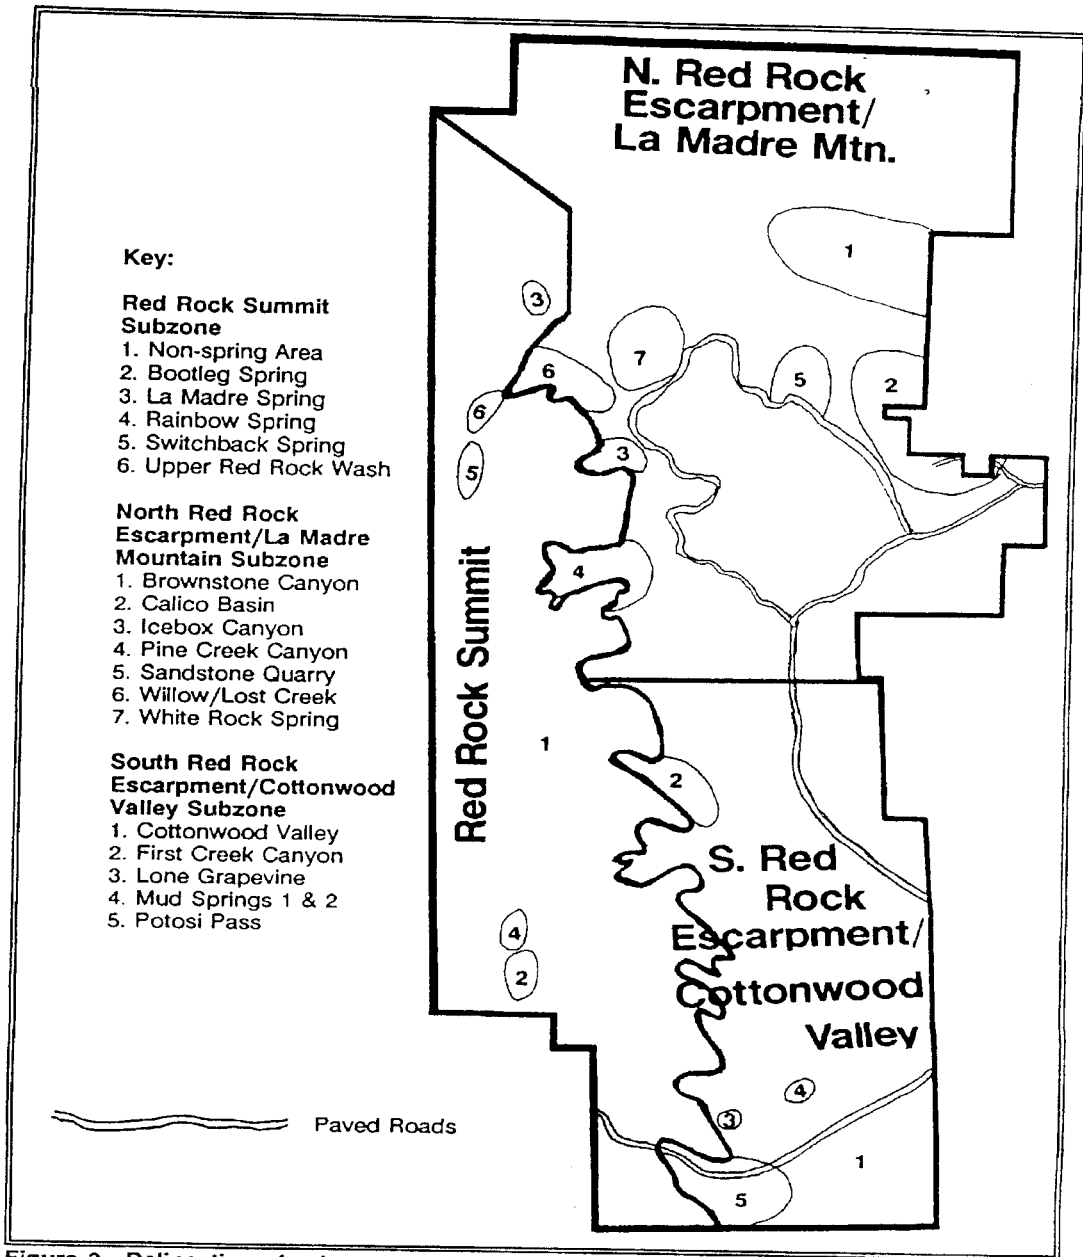 N. Red Rock
Escarpment/
La Madre Mtn.
1
3
7
6
5
2
6
3
5
4
Key:
Red Rock Summit
Subzone
1. Non-spring Area
2. Bootleg Spring
3. La Madre Spring
4. Rainbow Spring
5. Switchback Spring
6. Upper Red Rock Wash
North Red Rock
Escarpment/La Madre
Mountain Subzone
1. Brownstone Canyon
2. Calico Basin
3. Icebox Canyon
4. Pine Creek Canyon
5. Sandstone Quarry
6. Willow/Lost Creek
7. White Rock Spring
South Red Rock
Escarpment/Cottonwood
Valley Subzone
1. Cottonwood Valley
2. First Creek Canyon
3. Lone Grapevine
4. Mud Springs 1 & 2
5. Potosi Pass
Red Rock Summit
1
2
S. Red
Rock
Escarpment/
Cottonwood
Valley
4
2
4
3
1
5
Paved Roads